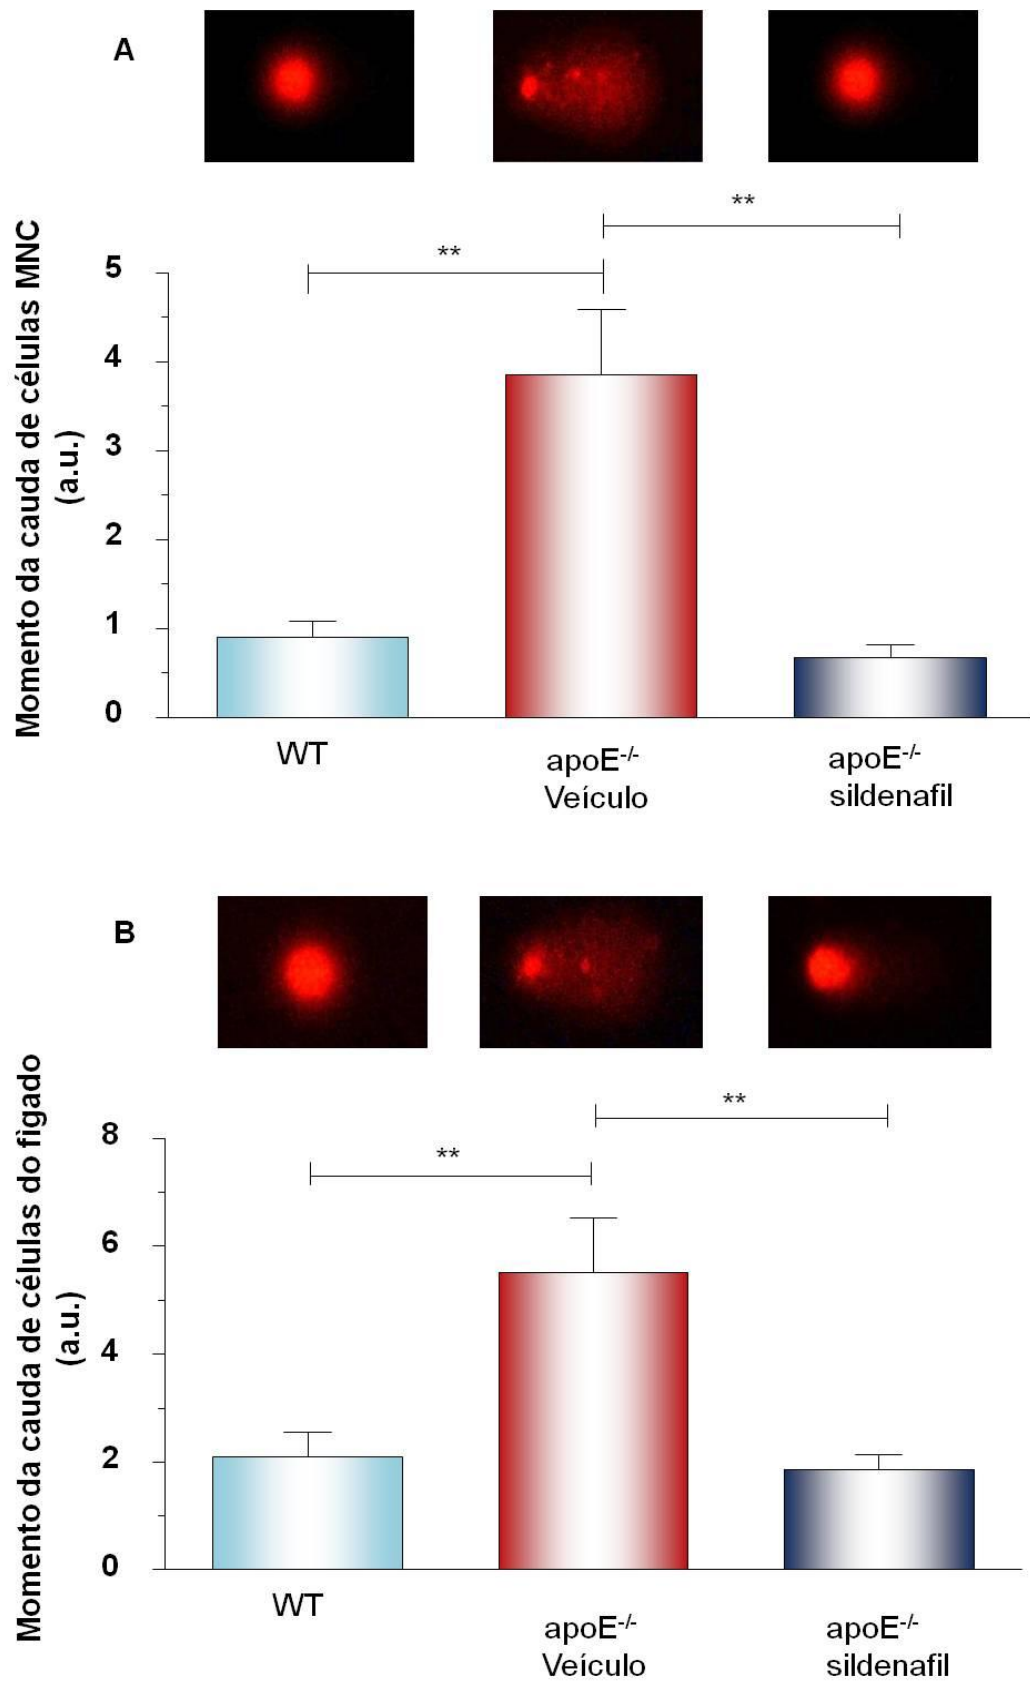 A
**
**
Momento da cauda de células MNC
(a.u.)
5
4
3
2
1
0
WT
apoE-/-
Veículo
apoE-/-
sildenafil
B
**
**
Momento da cauda de células do fìgado
(a.u.)
8
6
4
2
0
WT
apoE-/-
Veículo
apoE-/-
sildenafil